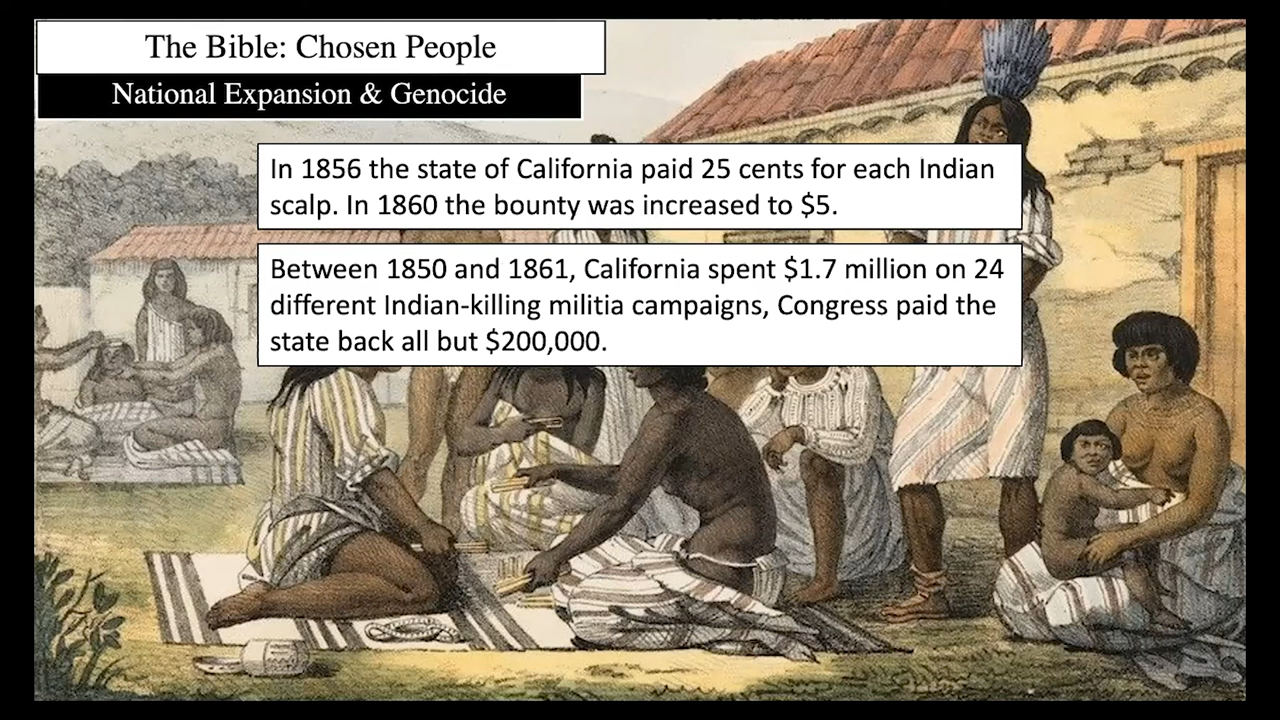 The Bible: Chosen People
National Expansion & Genocide
In 1856 the state of California paid 25 cents for each Indian
scalp. In 1860 the bounty was increased to $5.
Between 1850 and 1861, California spent $1.7 million on 24
different Indian-killing militia campaigns, Congress paid the
state back all but $200,000.